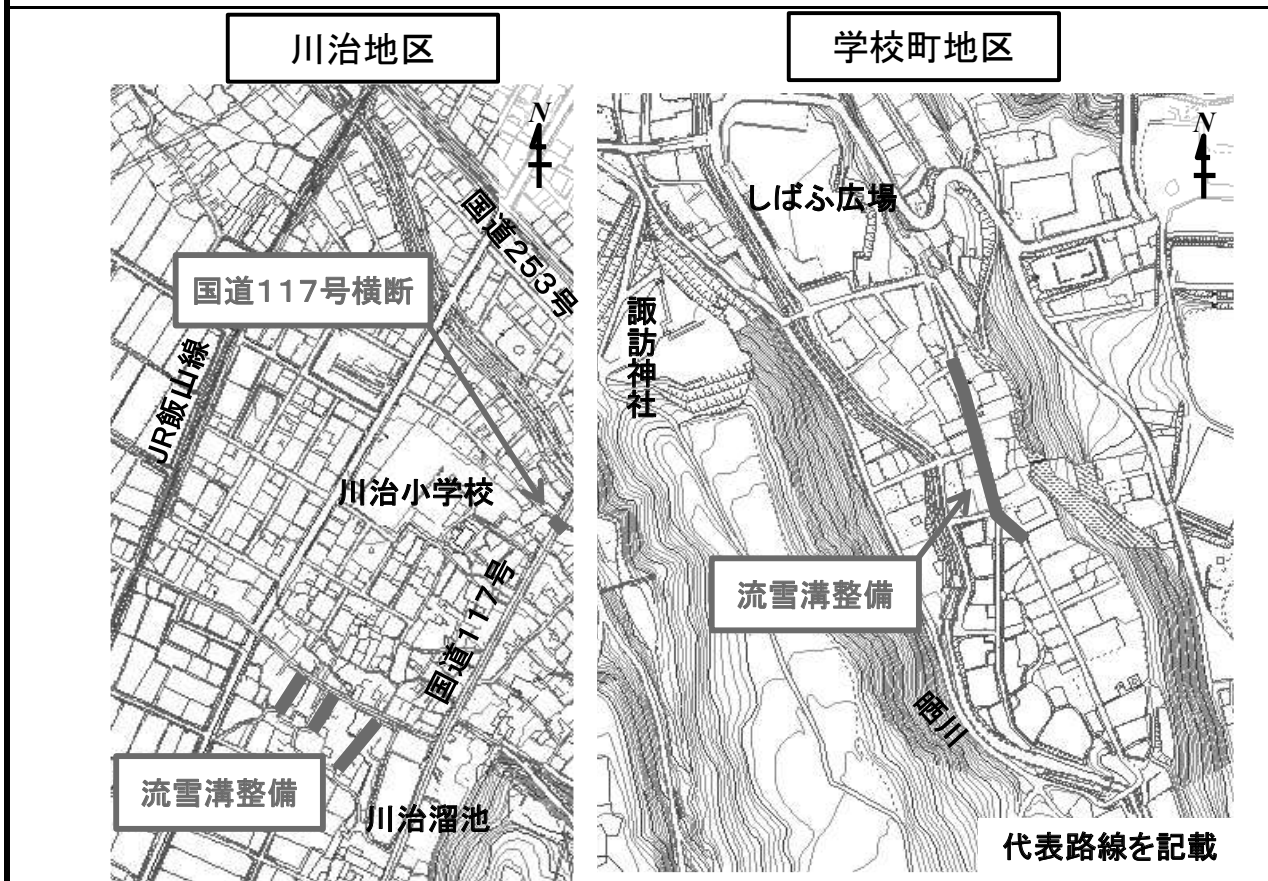 川治地区
N
国道253号
国道117号横断
JR飯山線
川治小学校
国道117号
流雪溝整備
川治溜池
学校町地区
N
しばふ広場
諏訪神社
流雪溝整備
晒川
代表路線を記載